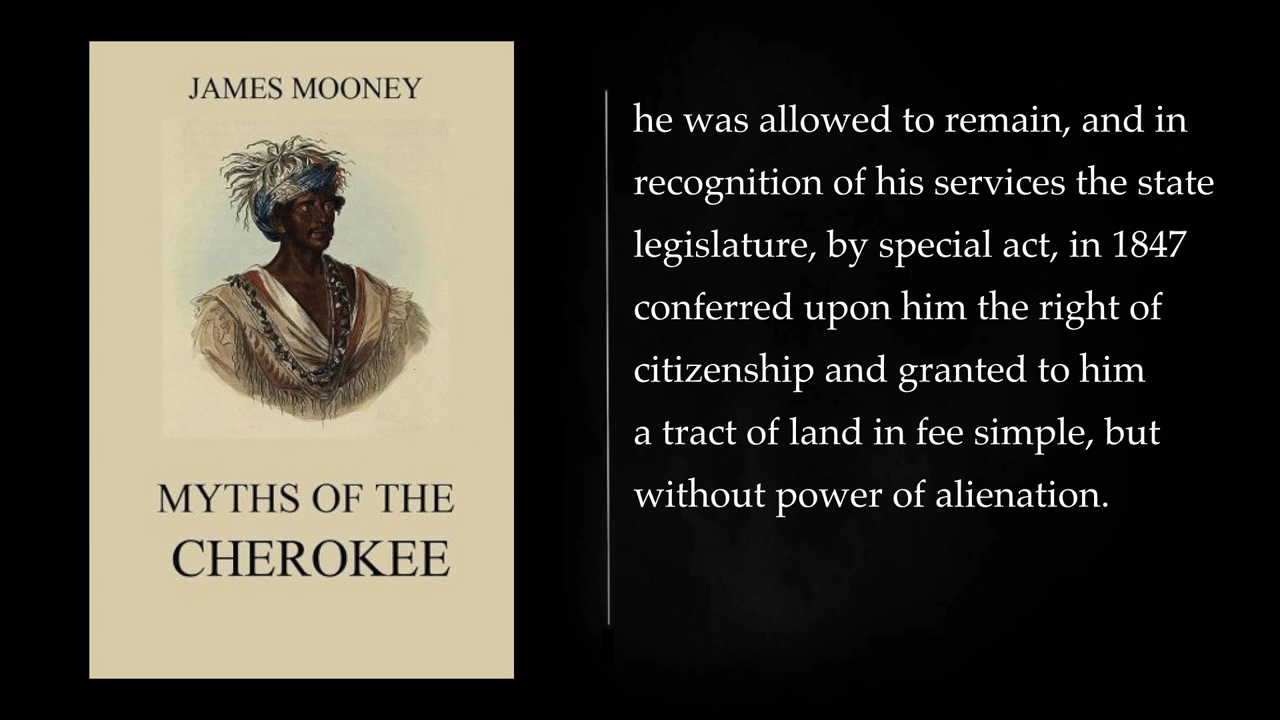 JAMES MOONEY
MYTHS OF THE
CHEROKEE
he was allowed to remain, and in
recognition of his services the state
legislature, by special act, in 1847
conferred upon him the right of
citizenship and granted to him
a tract of land in fee simple, but
without power of alienation.